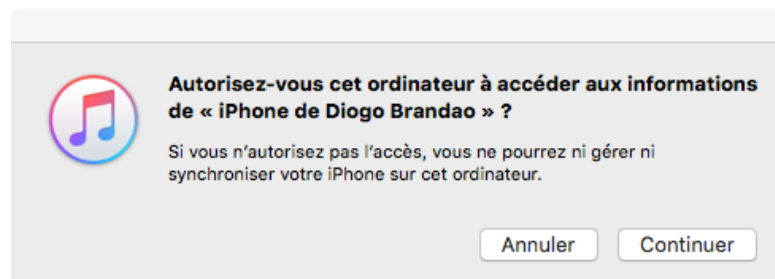 Autorisez-vous cet ordinateur à accéder aux informations
de « iPhone de Diogo Brandao » ?
Si vous n’autorisez pas l’accès, vous ne pourrez ni gérer ni
synchroniser votre iPhone sur cet ordinateur.
Annuler Continuer